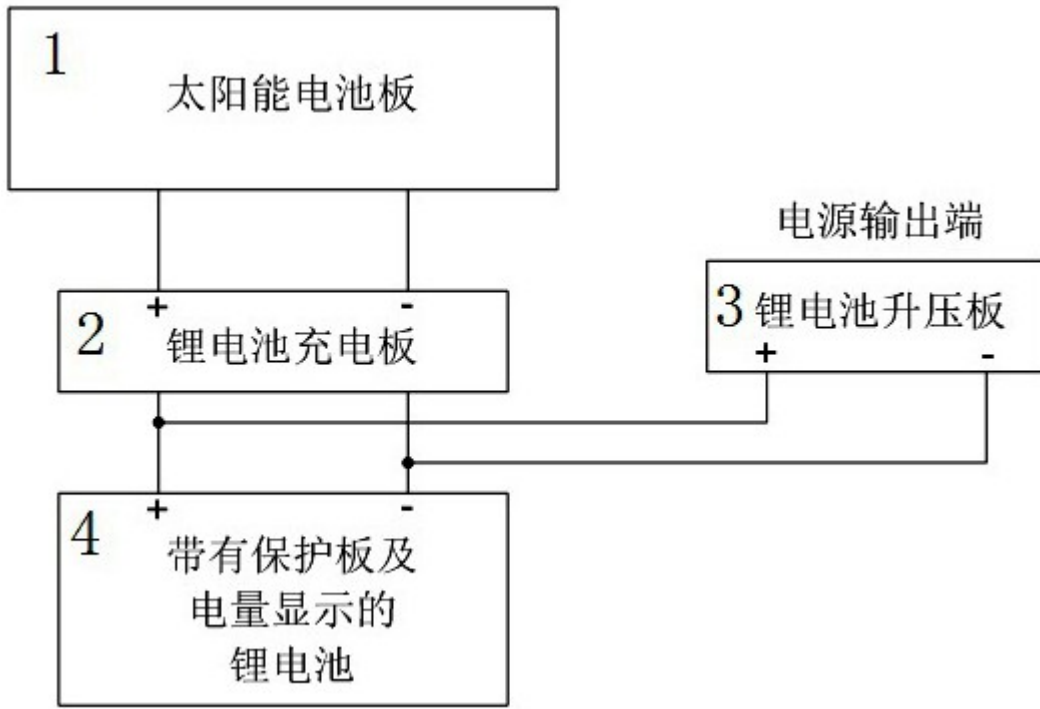 1
太阳能电池板
电源输出端
+ -
2
锂电池充电板
3 锂电池升压板
+ -
+ -
4
带有保护板及
电量显示的
锂电池